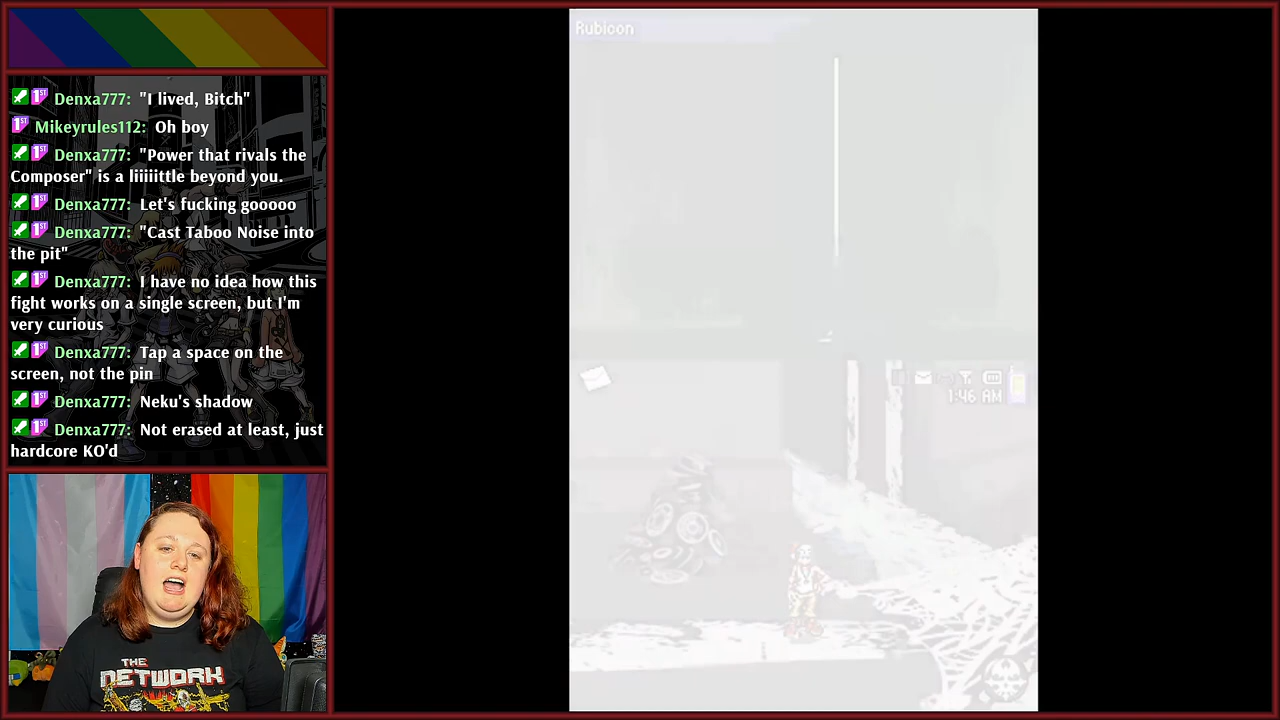 Denxa777: "I lived, Bitch"
Mikeyrules112: Oh boy
Denxa777: "Power that rivals the
Composer" is a liiiiittle beyond you.
Denxa777: Let's fucking gooooo
Denxa777: "Cast Taboo Noise into
the pit"
Denxa777: I have no idea how this
fight works on a single screen, but I'm
very curious
Denxa777: Tap a space on the
screen, not the pin
Denxa777: Neku's shadow
Denxa777: Not erased at least, just
hardcore KO'd
Rubicon
1:46 AM
THE
NETWORK